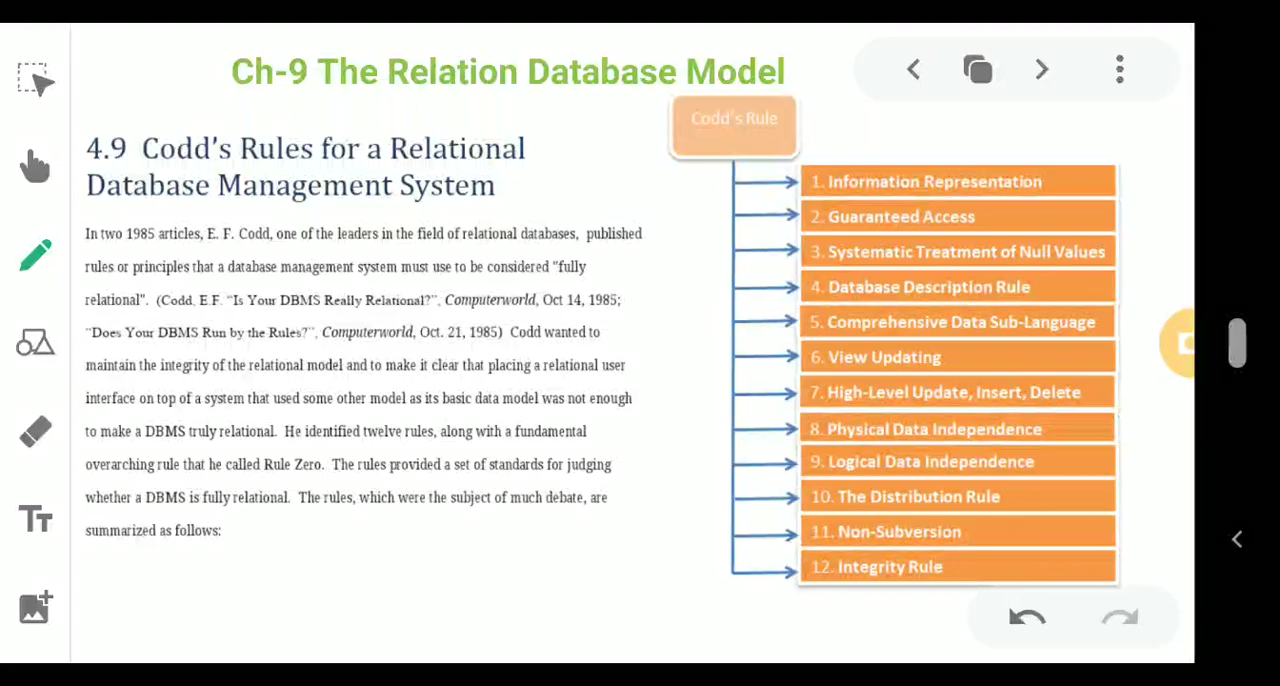 Ch-9 The Relation Database Model
4.9 Codd's Rules for a Relational
Database Management System
In two 1985 articles, E. F. Codd, one of the leaders in the field of relational databases, published
rules or principles that a database management system must use to be considered "fully
relational". (Codd, E.F. "Is Your DBMS Really Relational?", Computerworld, Oct 14, 1985;
"Does Your DBMS Run by the Rules?", Computerworld, Oct. 21, 1985) Codd wanted to
maintain the integrity of the relational model and to make it clear that placing a relational user
interface on top of a system that used some other model as its basic data model was not enough
to make a DBMS truly relational. He identified twelve rules, along with a fundamental
overarching rule that he called Rule Zero. The rules provided a set of standards for judging
whether a DBMS is fully relational. The rules, which were the subject of much debate, are
summarized as follows:
Codd's Rule
1. Information Representation
2. Guaranteed Access
3. Systematic Treatment of Null Values
4. Database Description Rule
5. Comprehensive Data Sub-Language
6. View Updating
7. High-Level Update, Insert, Delete
8. Physical Data Independence
9. Logical Data Independence
10. The Distribution Rule
11. Non-Subversion
12. Integrity Rule
Tт